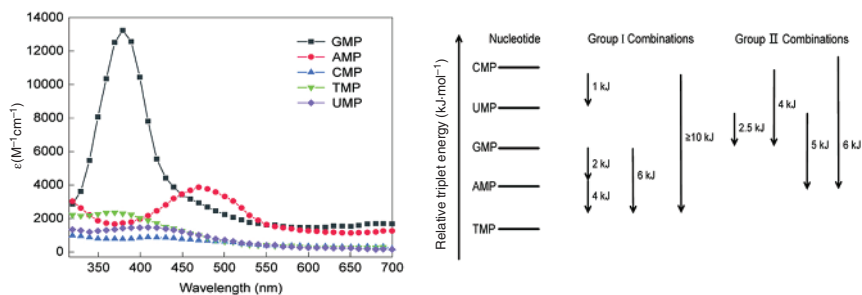 14000
12000
10000
8000
6000
4000
2000
0
ε(M⁻¹cm⁻¹)
GMP
AMP
CMP
TMP
UMP
350 400 450 500 550 600 650 700
Wavelength (nm)
Relative triplet energy (kJ·mol⁻¹)
Nucleotide Group I Combinations Group II Combinations
CMP
UMP
GMP
AMP
TMP
1 kJ
2 kJ
4 kJ
6 kJ
≥10 kJ
2.5 kJ
4 kJ
5 kJ
6 kJ